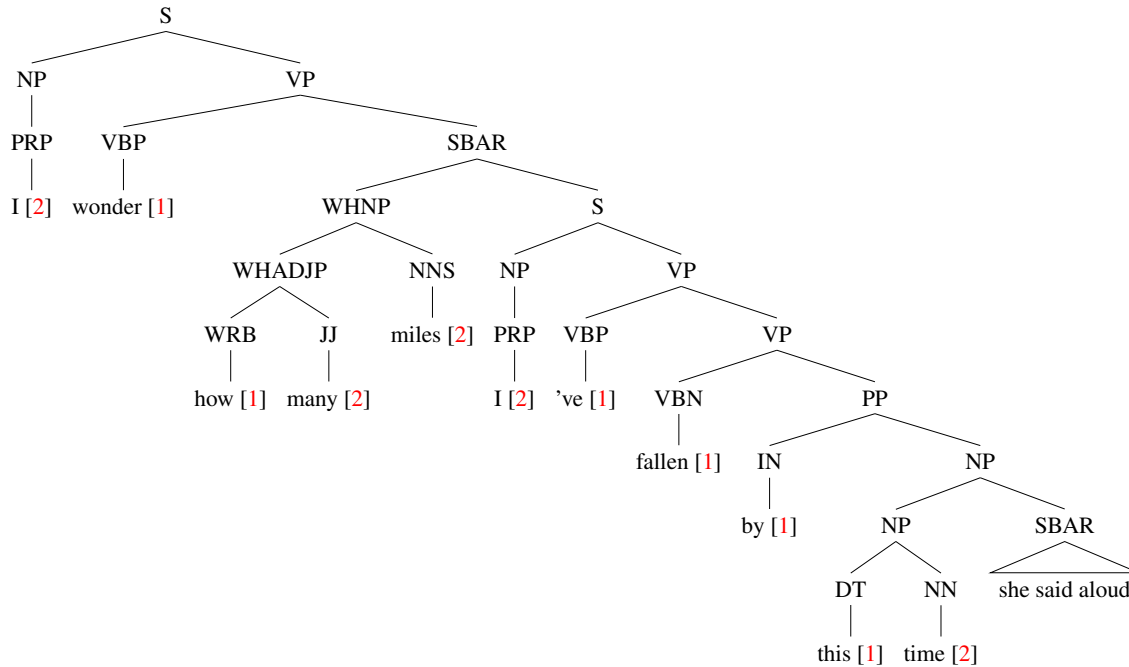 S
NP VP
PRP VBP SBAR
I [2] wonder [1] WHNP S
WHADJP NNS NP VP
WRB JJ miles [2] PRP VBP VP
how [1] many [2] I [2] ’ve [1] VBN PP
fallen [1] IN NP
by [1] NP SBAR
DT NN she said aloud
this [1] time [2]